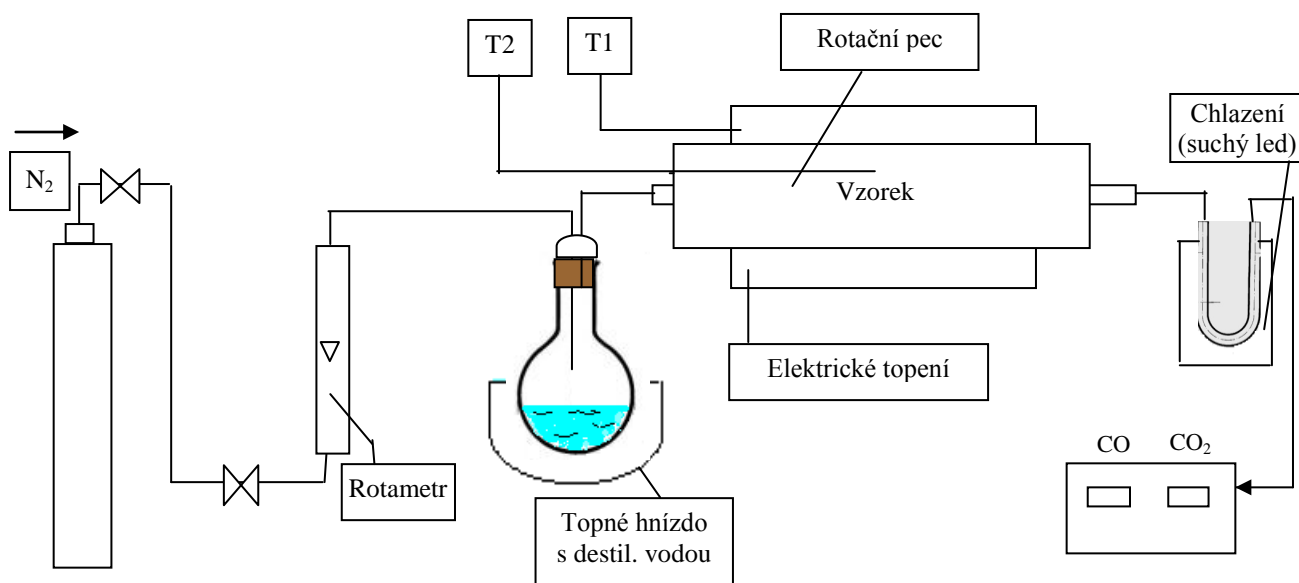 T2
T1
Rotační pec
Chlazení
(suchý led)
N₂
Vzorek
Elektrické topení
CO
CO₂
Rotametr
Topné hnízdo
s destil. vodou